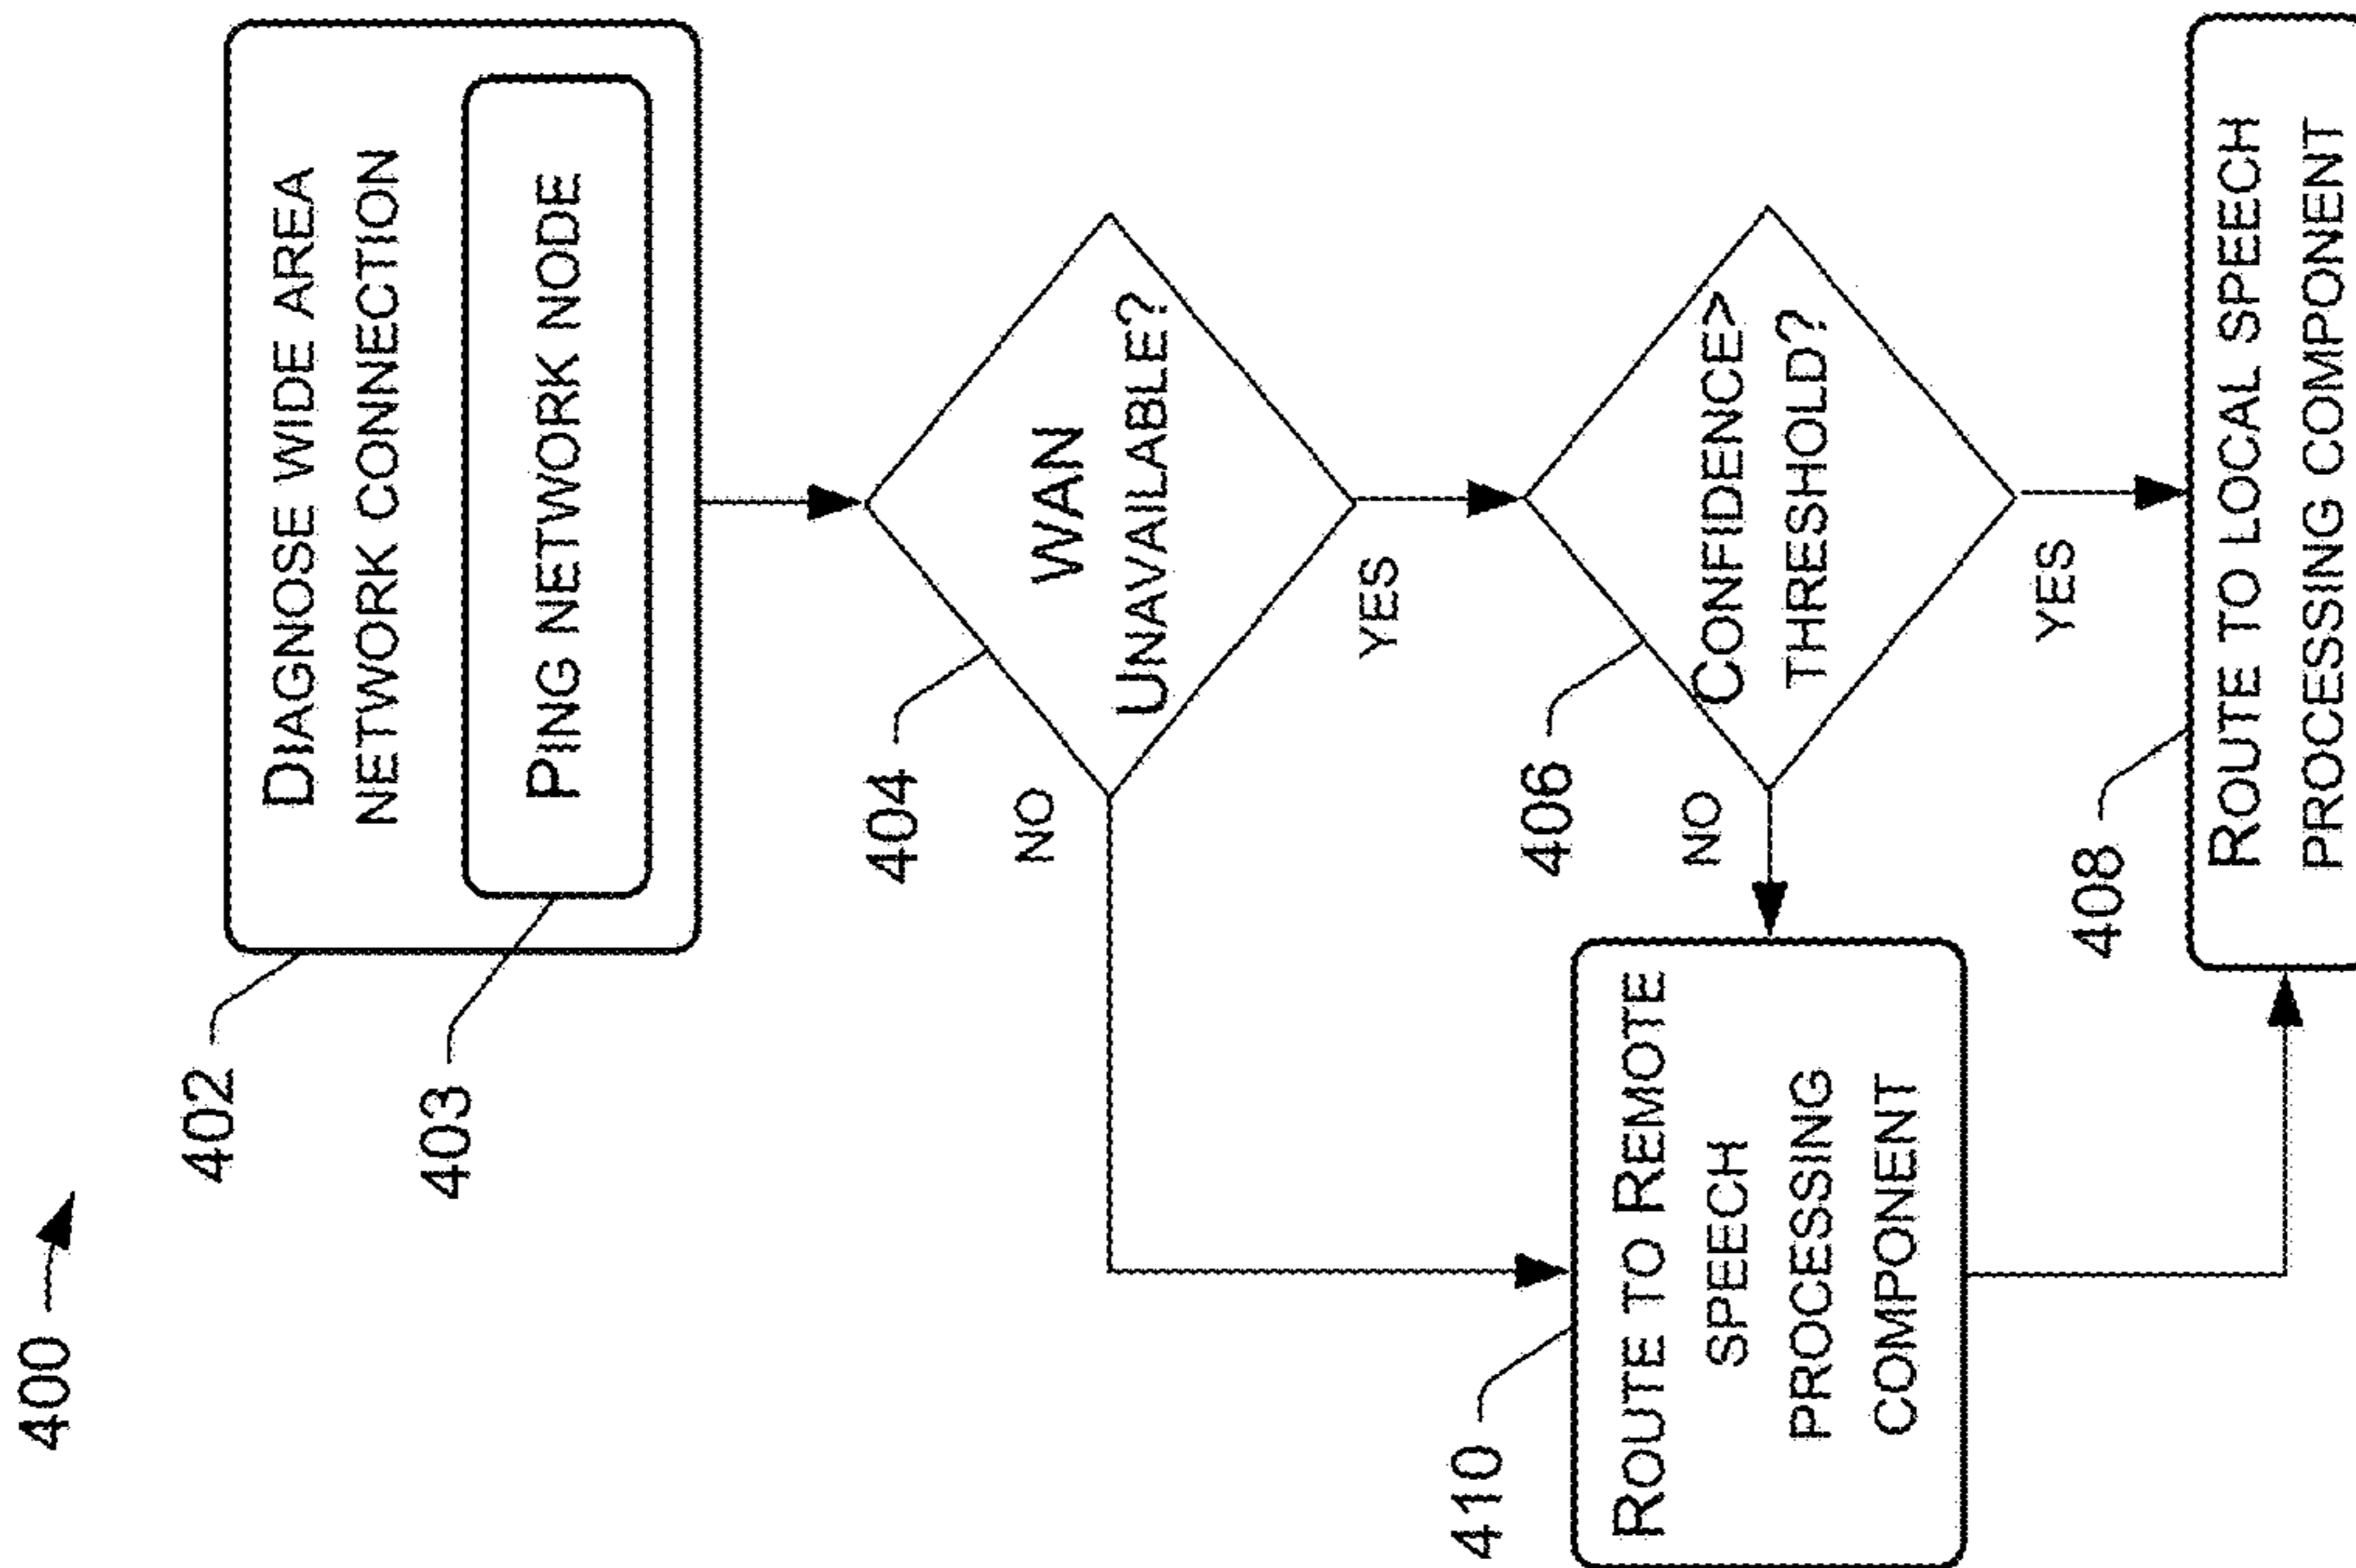 400
402
DIAGNOSE WIDE AREA
NETWORK CONNECTION
403
PING NETWORK NODE
404
WAN
UNAVAILABLE?
NO
YES
406
CONFIDENCE>
THRESHOLD?
NO
YES
410
ROUTE TO REMOTE
SPEECH
PROCESSING
COMPONENT
408
ROUTE TO LOCAL SPEECH
PROCESSING COMPONENT